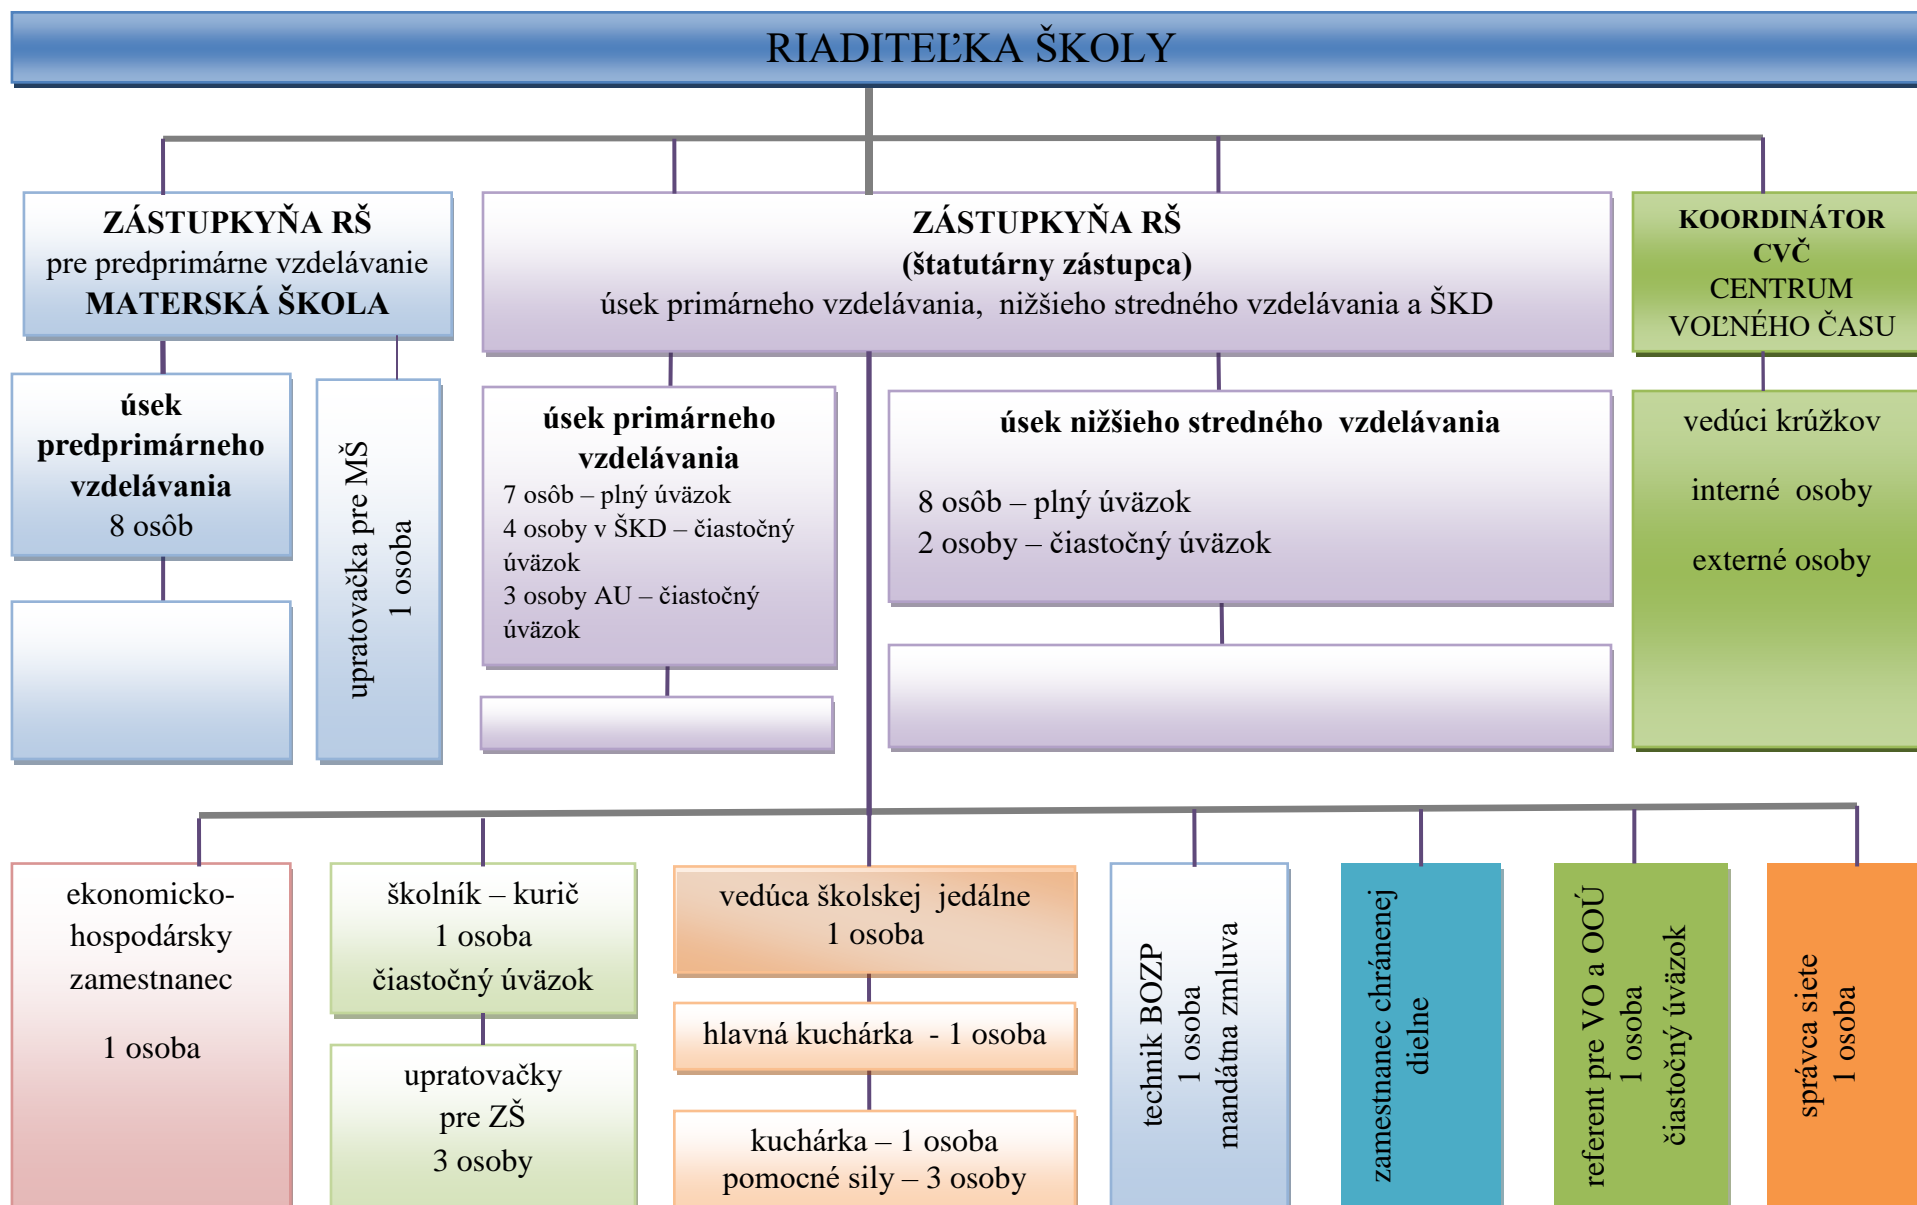 RIADITEĽKA ŠKOLY
ZÁSTUPKYŇA RŠ
pre predprimárne vzdelávanie
MATERSKÁ ŠKOLA
ZÁSTUPKYŇA RŠ
(štatutárny zástupca)
úsek primárneho vzdelávania, nižšieho stredného vzdelávania a ŠKD
KOORDINÁTOR
CVČ
CENTRUM
VOĽNÉHO ČASU
úsek
predprimárneho
vzdelávania
8 osôb
upratovačka pre MŠ
1 osoba
úsek primárneho
vzdelávania
7 osôb – plný úväzok
4 osoby v ŠKD – čiastočný
úväzok
3 osoby AU – čiastočný
úväzok
úsek nižšieho stredného vzdelávania
8 osôb – plný úväzok
2 osoby – čiastočný úväzok
vedúci krúžkov
interné osoby
externé osoby
ekonomicko-
hospodársky
zamestnanec
1 osoba
školník – kurič
1 osoba
čiastočný úväzok
upratovačky
pre ZŠ
3 osoby
vedúca školskej jedálne
1 osoba
hlavná kuchárka - 1 osoba
kuchárka – 1 osoba
pomocné sily – 3 osoby
technik BOZP
1 osoba
mandátna zmluva
zamestnanec chránenej
dielne
referent pre VO a OOÚ
1 osoba
čiastočný úväzok
správca siete
1 osoba